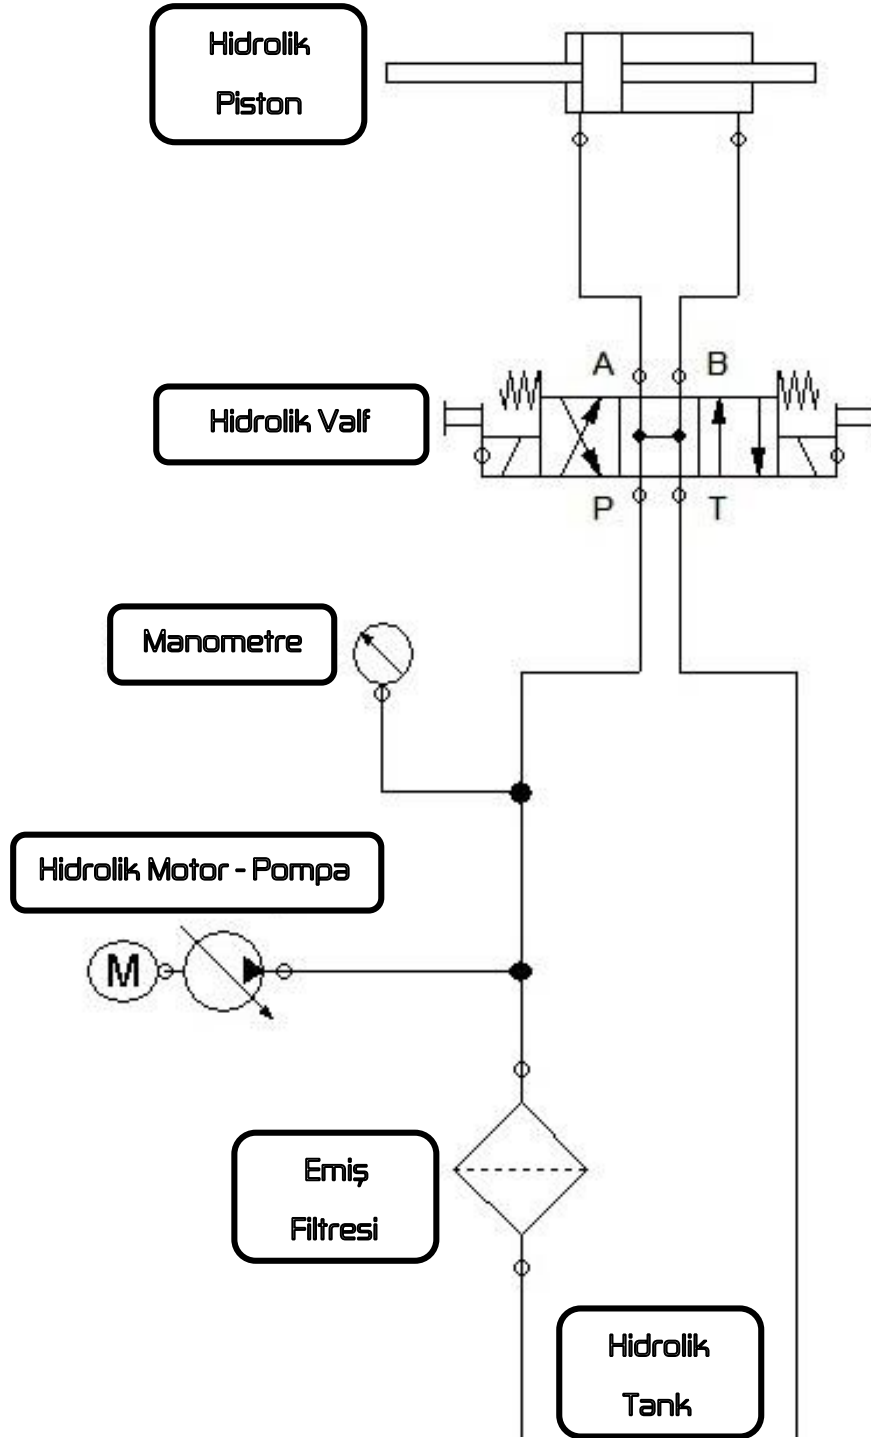 Hidrolik
Piston
A B
Hidrolik Valf
P T
Manometre
Hidrolik Motor - Pompa
M
Emiş
Filtresi
Hidrolik
Tank